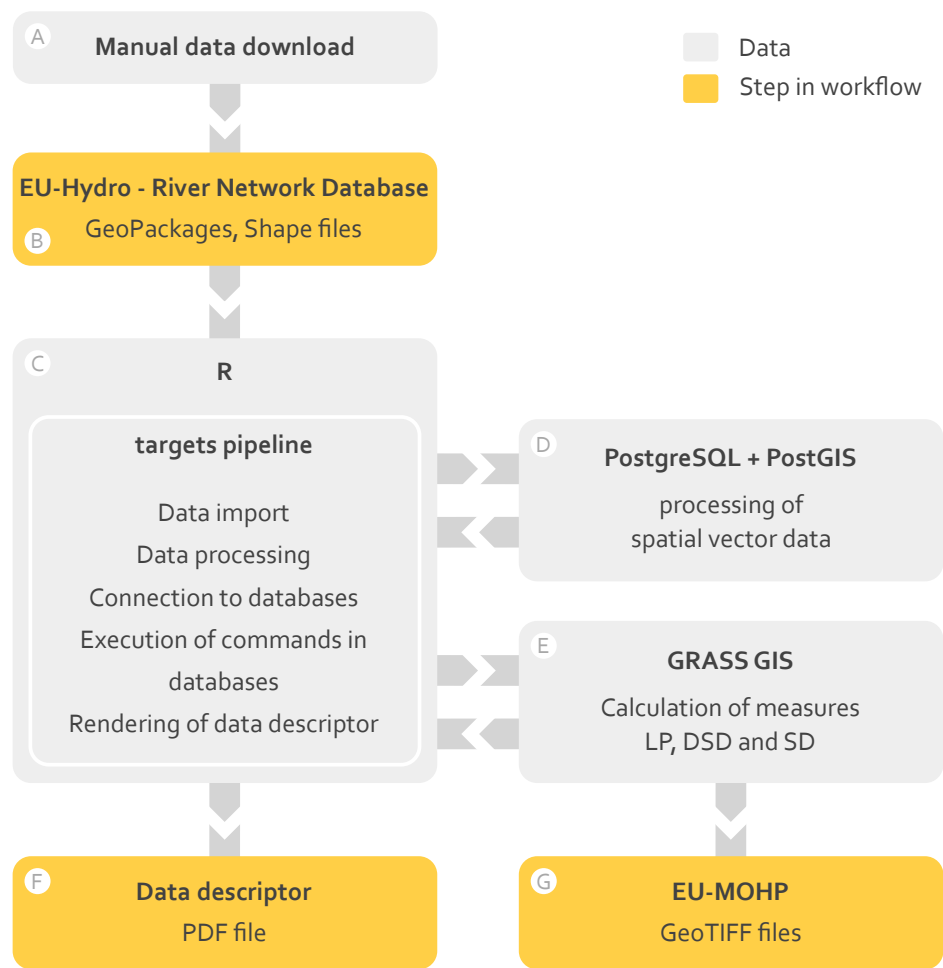 A
Manual data download
Data
Step in workflow
EU-Hydro - River Network Database
GeoPackages, Shape files
B
C
R
targets pipeline
Data import
Data processing
Connection to databases
Execution of commands in
databases
Rendering of data descriptor
D
PostgreSQL + PostGIS
processing of
spatial vector data
E
GRASS GIS
Calculation of measures
LP, DSD and SD
F
Data descriptor
PDF file
G
EU-MOHP
GeoTIFF files